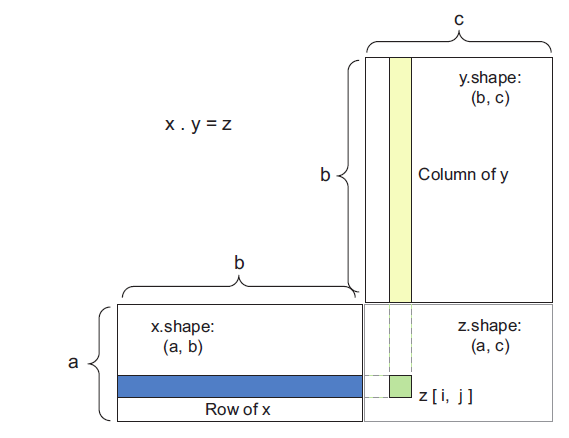 c
y.shape:
(b, c)
x . y = z
b
Column of y
b
x.shape:
(a, b)
z.shape:
(a, c)
a
z [ i, j ]
Row of x